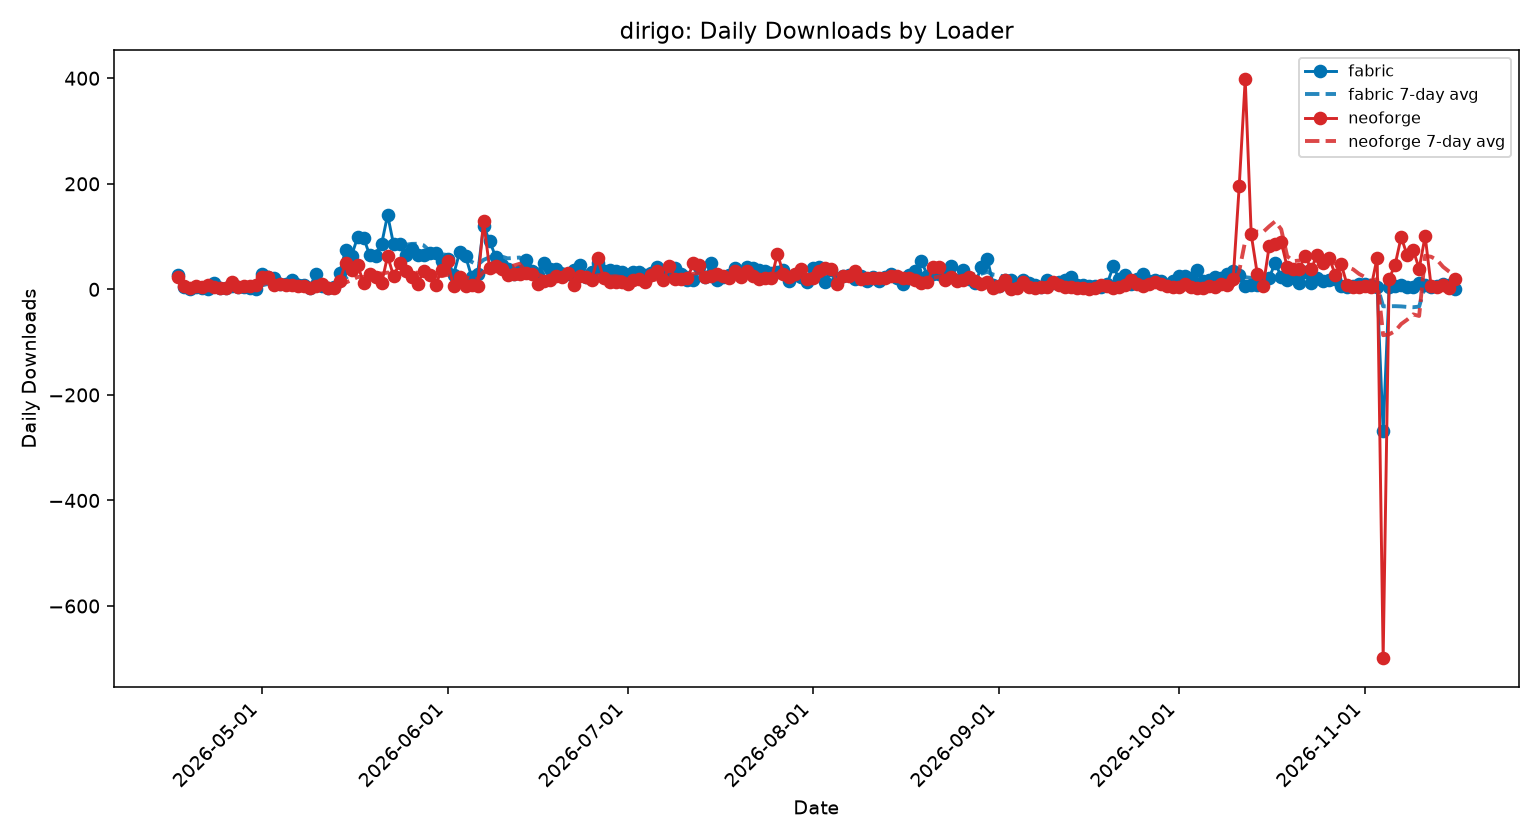 dirigo: Daily Downloads by Loader
fabric
fabric 7-day avg
neoforge
neoforge 7-day avg
Daily Downloads
400
200
0
−200
−400
−600
2026-05-01
2026-06-01
2026-07-01
2026-08-01
2026-09-01
2026-10-01
2026-11-01
Date